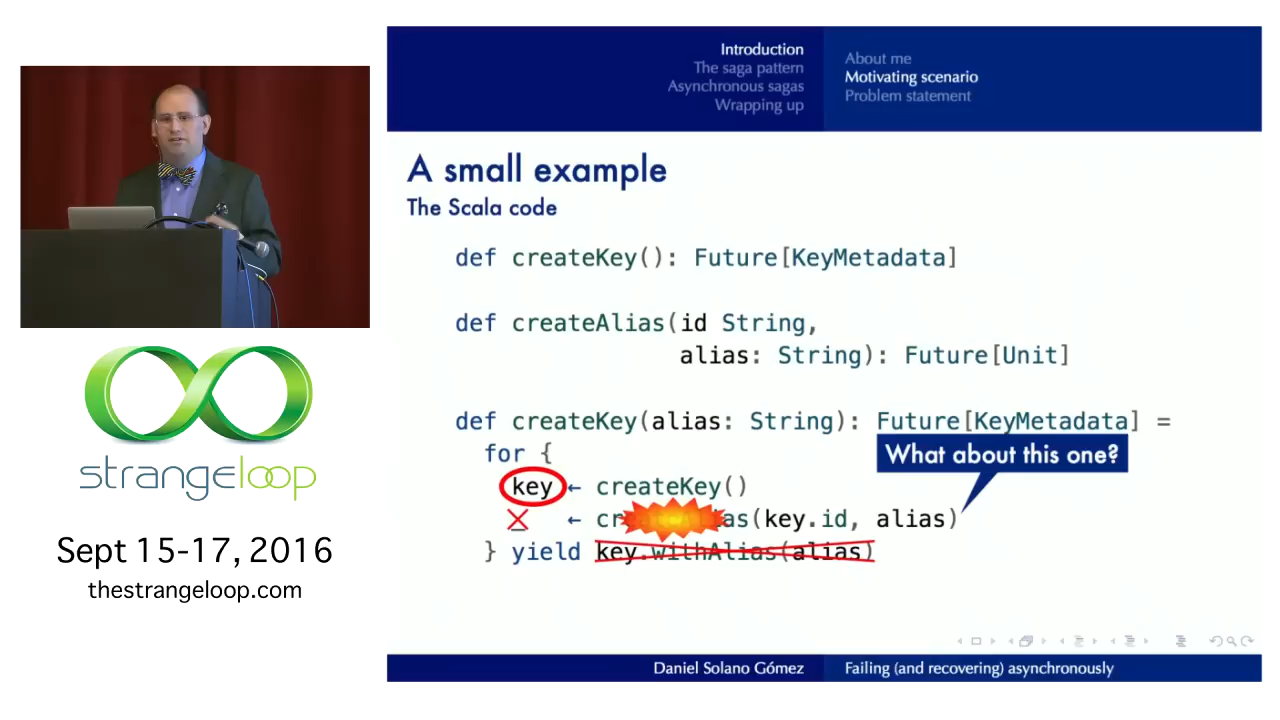 Introduction
The saga pattern
Asynchronous sagas
Wrapping up
About me
Motivating scenario
Problem statement
A small example
The Scala code
def createKey(): Future[KeyMetadata]
def createAlias(id String,
alias: String): Future[Unit]
def createKey(alias: String): Future[KeyMetadata] =
for {
What about this one?
key ← createKey()
_ ← createAlias(key.id, alias)
} yield key.withAlias(alias)
Daniel Solano Gómez
Failing (and recovering) asynchronously
strangeloop
Sept 15-17, 2016
thestrangeloop.com